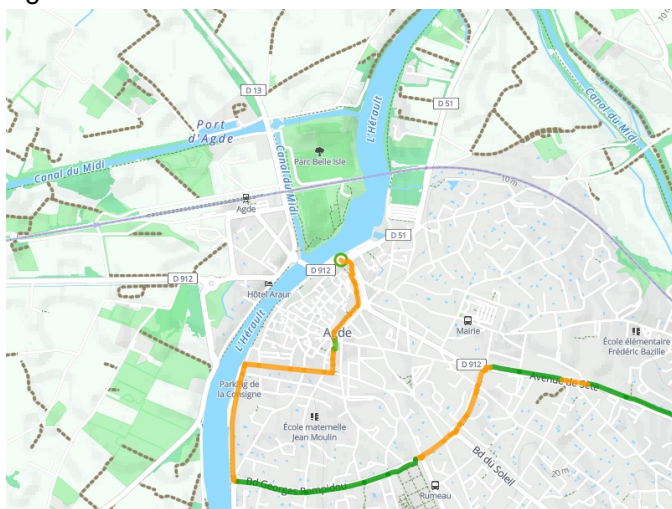 D 13
10 m
Port
d'Agde
D 51
L'Hérault
Canal du Midi
Parc Belle Isle
Canal du Midi
Canal du Midi
10 m
Agde
D 51
D 912
D 912
Hôtel Araur
L'Hérault
Agde
Mairie
École élémentaire
Frédéric Bazille
D 912
Avenue de Sète
Parking de
la Consigne
École maternelle
Jean Moulin
Bd du Soleil
20 m
Bd Georges Pompidou
Rumeau